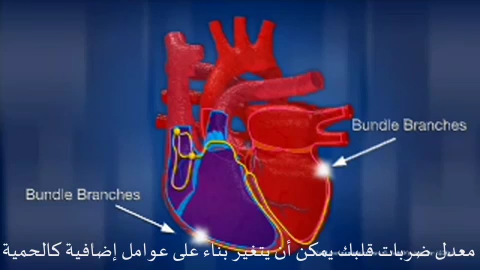 Bundle Branches
Bundle Branches
معدل ضربات قلبك يمكن أن يتغير بناء على عوامل إضافية كالحمية